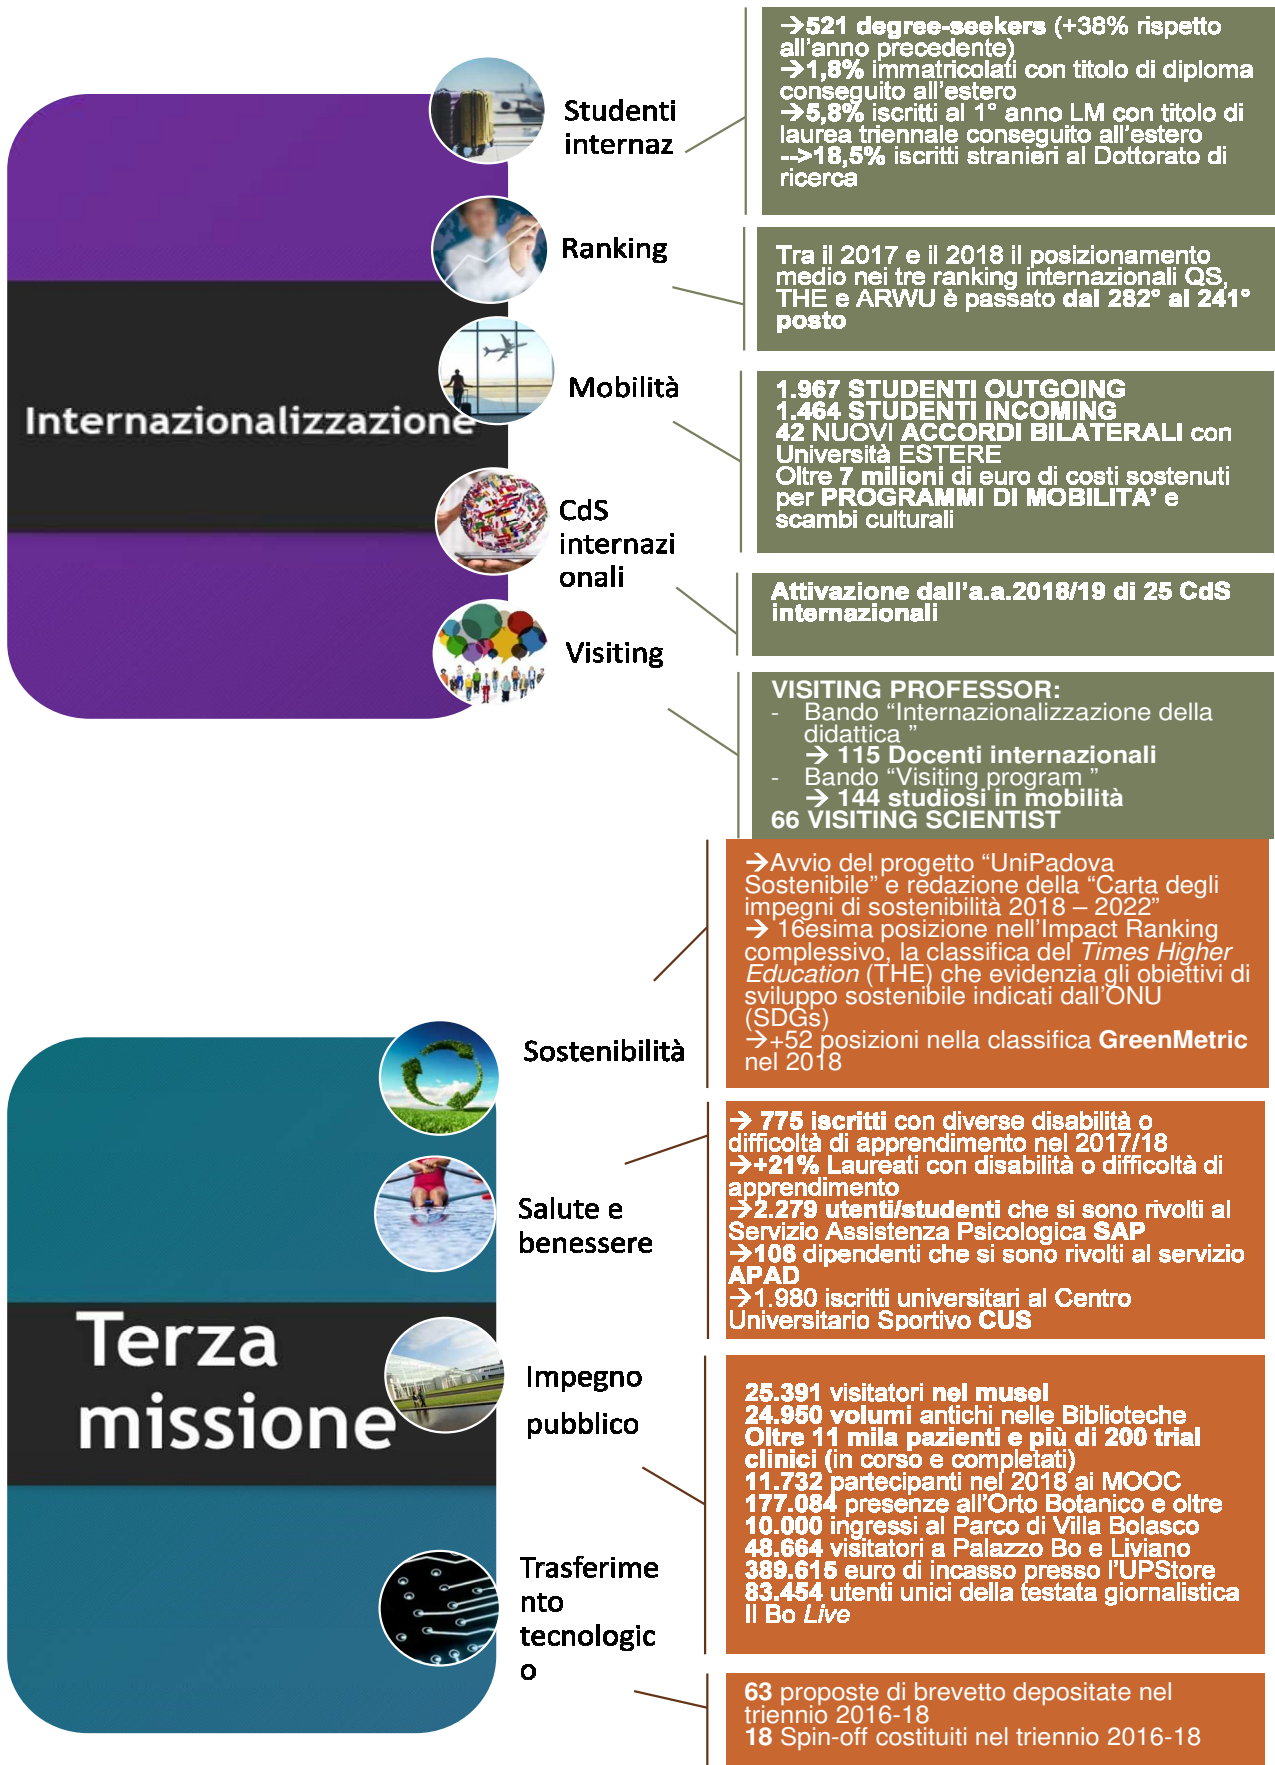 Internazionalizzazione
Studenti
internaz
→521 degree-seekers (+38% rispetto
all'anno precedente)
→1,8% immatricolati con titolo di diploma
conseguito all'estero
→5,8% iscritti al 1° anno LM con titolo di
laurea triennale conseguito all'estero
-->18,5% iscritti stranieri al Dottorato di
ricerca
Ranking
Tra il 2017 e il 2018 il posizionamento
medio nei tre ranking internazionali QS,
THE e ARWU è passato dal 282° al 241°
posto
Mobilità
1.967 STUDENTI OUTGOING
1.464 STUDENTI INCOMING
42 NUOVI ACCORDI BILATERALI con
Università ESTERE
Oltre 7 milioni di euro di costi sostenuti
per PROGRAMMI DI MOBILITA’ e
scambi culturali
CdS
internazi
onali
Attivazione dall’a.a.2018/19 di 25 CdS
internazionali
Visiting
VISITING PROFESSOR:
- Bando “Internazionalizzazione della
didattica ”
→ 115 Docenti internazionali
- Bando “Visiting program ”
→ 144 studiosi in mobilità
66 VISITING SCIENTIST
Terza
missione
Sostenibilità
→Avvio del progetto “UniPadova
Sostenibile” e redazione della “Carta degli
impegni di sostenibilità 2018 – 2022”
→ 16esima posizione nell’Impact Ranking
complessivo, la classifica del Times Higher
Education (THE) che evidenzia gli obiettivi di
sviluppo sostenibile indicati dall’ONU
(SDGs)
→+52 posizioni nella classifica GreenMetric
nel 2018
Salute e
benessere
→ 775 iscritti con diverse disabilità o
difficoltà di apprendimento nel 2017/18
→+21% Laureati con disabilità o difficoltà di
apprendimento
→2.279 utenti/studenti che si sono rivolti al
Servizio Assistenza Psicologica SAP
→106 dipendenti che si sono rivolti al servizio
APAD
→1.980 iscritti universitari al Centro
Universitario Sportivo CUS
Impegno
pubblico
25.391 visitatori nei musei
24.950 volumi antichi nelle Biblioteche
Oltre 11 mila pazienti e più di 200 trial
clinici (in corso e completati)
11.732 partecipanti nel 2018 ai MOOC
177.084 presenze all’Orto Botanico e oltre
10.000 ingressi al Parco di Villa Bolasco
48.664 visitatori a Palazzo Bo e Liviano
389.615 euro di incasso presso l’UPStore
83.454 utenti unici della testata giornalistica
Il Bo Live
Trasferime
nto
tecnologic
o
63 proposte di brevetto depositate nel
triennio 2016-18
18 Spin-off costituiti nel triennio 2016-18